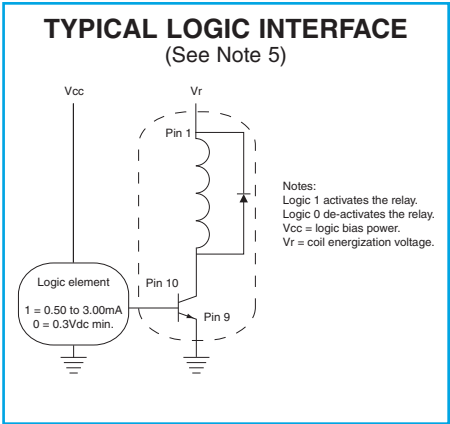 TYPICAL LOGIC INTERFACE
(See Note 5)
Vcc
Vr
Pin 1
Notes:
Logic 1 activates the relay.
Logic 0 de-activates the relay.
Vcc = logic bias power.
Vr = coil energization voltage.
Logic element
1 = 0.50 to 3.00mA
0 = 0.3Vdc min.
Pin 10
Pin 9